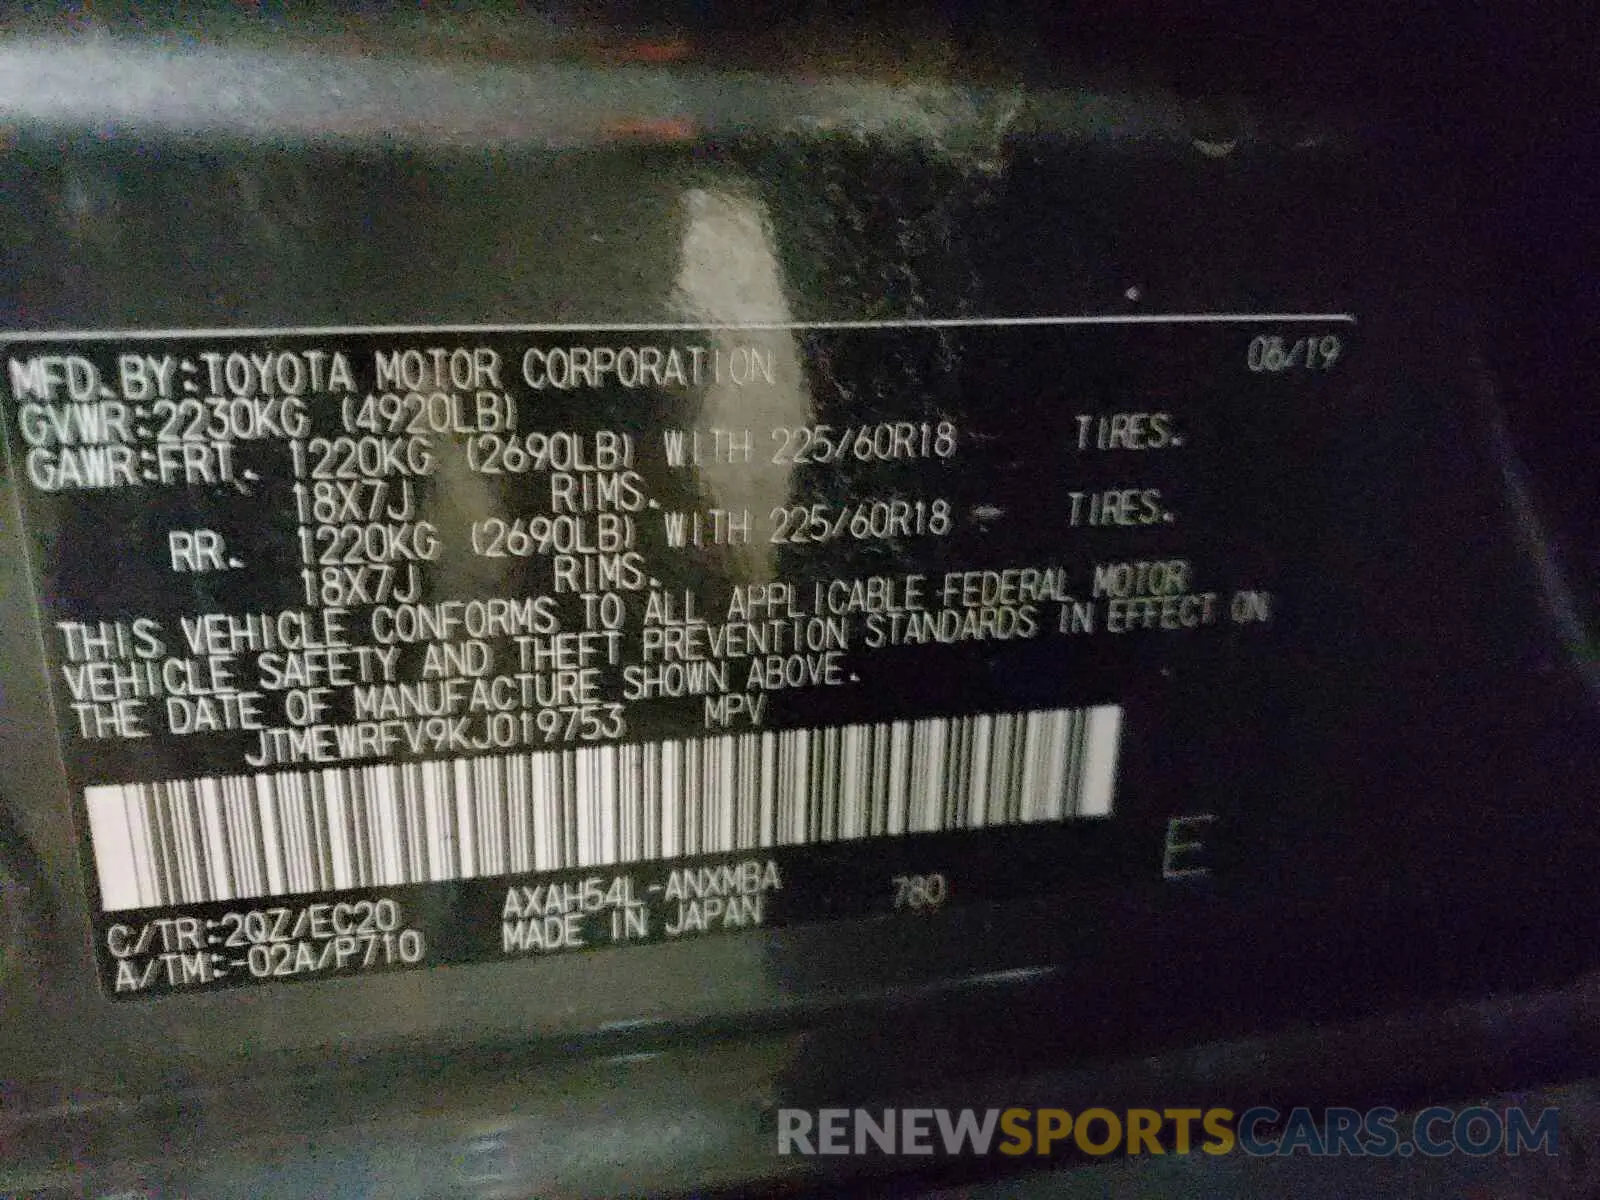 MFD. BY:TOYOTA MOTOR CORPORATION 06/19
GVWR:2230KG (4920LB)
GAWR:FRT. 1220KG (2690LB) WITH 225/60R18 TIRES.
18X7J RIMS.
RR. 1220KG (2690LB) WITH 225/60R18 TIRES.
18X7J RIMS.
THIS VEHICLE CONFORMS TO ALL APPLICABLE FEDERAL MOTOR
VEHICLE SAFETY AND THEFT PREVENTION STANDARDS IN EFFECT ON
THE DATE OF MANUFACTURE SHOWN ABOVE.
JTMEWRFV9KJ019753 MPV
E
C/TR:2QZ/EC20 AXAH54L-ANXMBA 780
A/TM:-02A/P710 MADE IN JAPAN
RENEWSPORTSCARS.COM